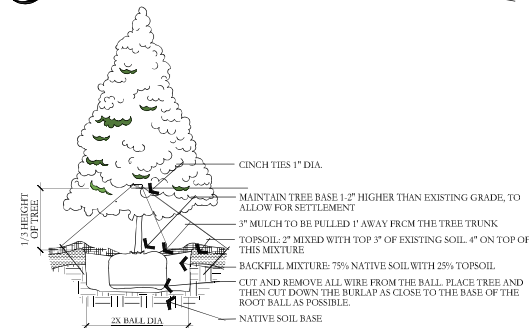 CINCH TIES 1" DIA.
MAINTAIN TREE BASE 1-2" HIGHER THAN EXISTING GRADE, TO
ALLOW FOR SETTLEMENT
3" MULCH TO BE PULLED 1' AWAY FROM THE TREE TRUNK
TOPSOIL: 2" MIXED WITH TOP 3" OF EXISTING SOIL. 4" ON TOP OF
THIS MIXTURE
BACKFILL MIXTURE: 75% NATIVE SOIL WITH 25% TOPSOIL
CUT AND REMOVE ALL WIRE FROM THE BALL. PLACE TREE AND
THEN CUT DOWN THE BURLAP AS CLOSE TO THE BASE OF THE
ROOT BALL AS POSSIBLE.
NATIVE SOIL BASE
1/3 HEIGHT
OF TREE
2X BALL DIA